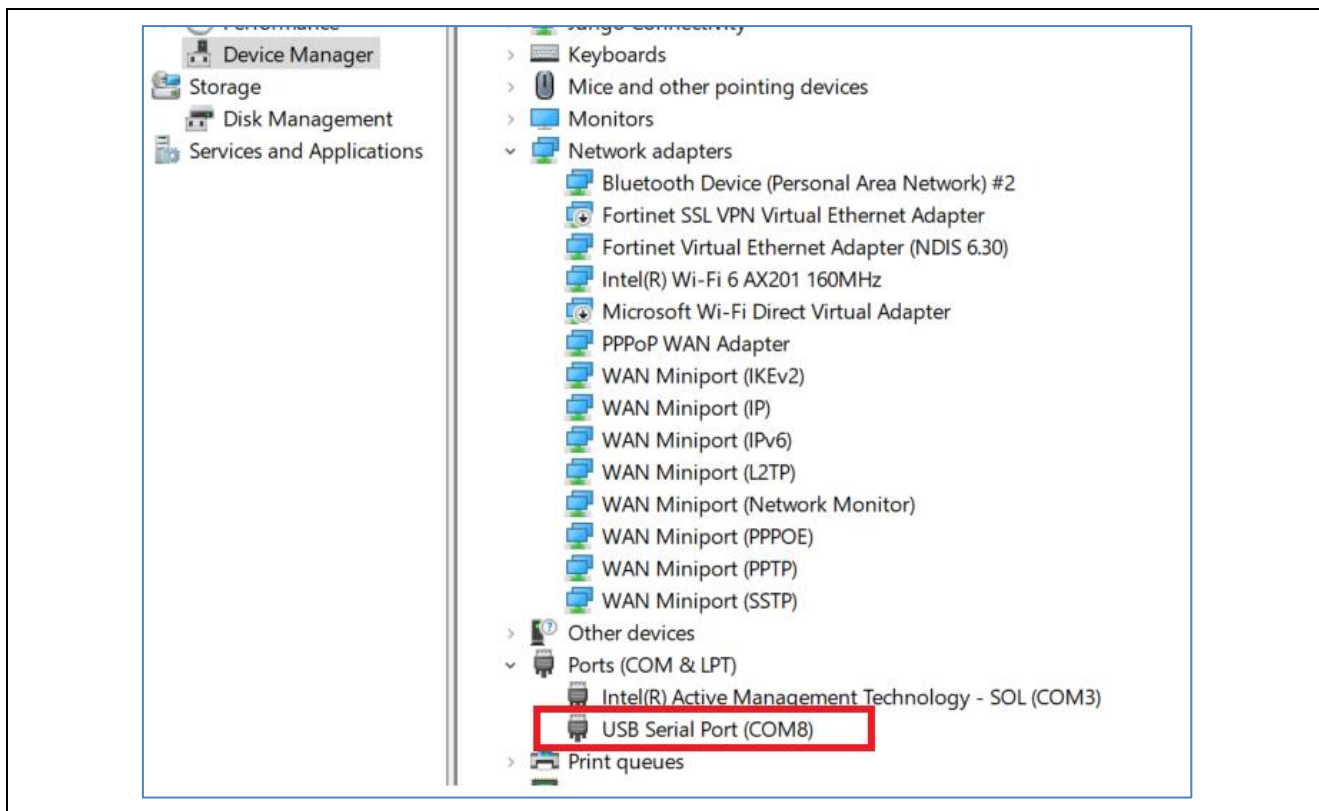 Performance
Device Manager
Storage
Disk Management
Services and Applications
Jungo Connectivity
Keyboards
Mice and other pointing devices
Monitors
Network adapters
Bluetooth Device (Personal Area Network) #2
Fortinet SSL VPN Virtual Ethernet Adapter
Fortinet Virtual Ethernet Adapter (NDIS 6.30)
Intel(R) Wi-Fi 6 AX201 160MHz
Microsoft Wi-Fi Direct Virtual Adapter
PPPoP WAN Adapter
WAN Miniport (IKEv2)
WAN Miniport (IP)
WAN Miniport (IPv6)
WAN Miniport (L2TP)
WAN Miniport (Network Monitor)
WAN Miniport (PPPOE)
WAN Miniport (PPTP)
WAN Miniport (SSTP)
Other devices
Ports (COM & LPT)
Intel(R) Active Management Technology - SOL (COM3)
USB Serial Port (COM8)
Print queues